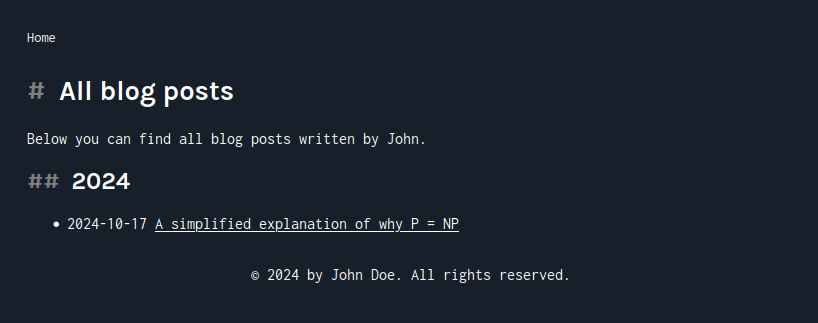 Home
# All blog posts
Below you can find all blog posts written by John.
## 2024
• 2024-10-17 A simplified explanation of why P = NP
© 2024 by John Doe. All rights reserved.